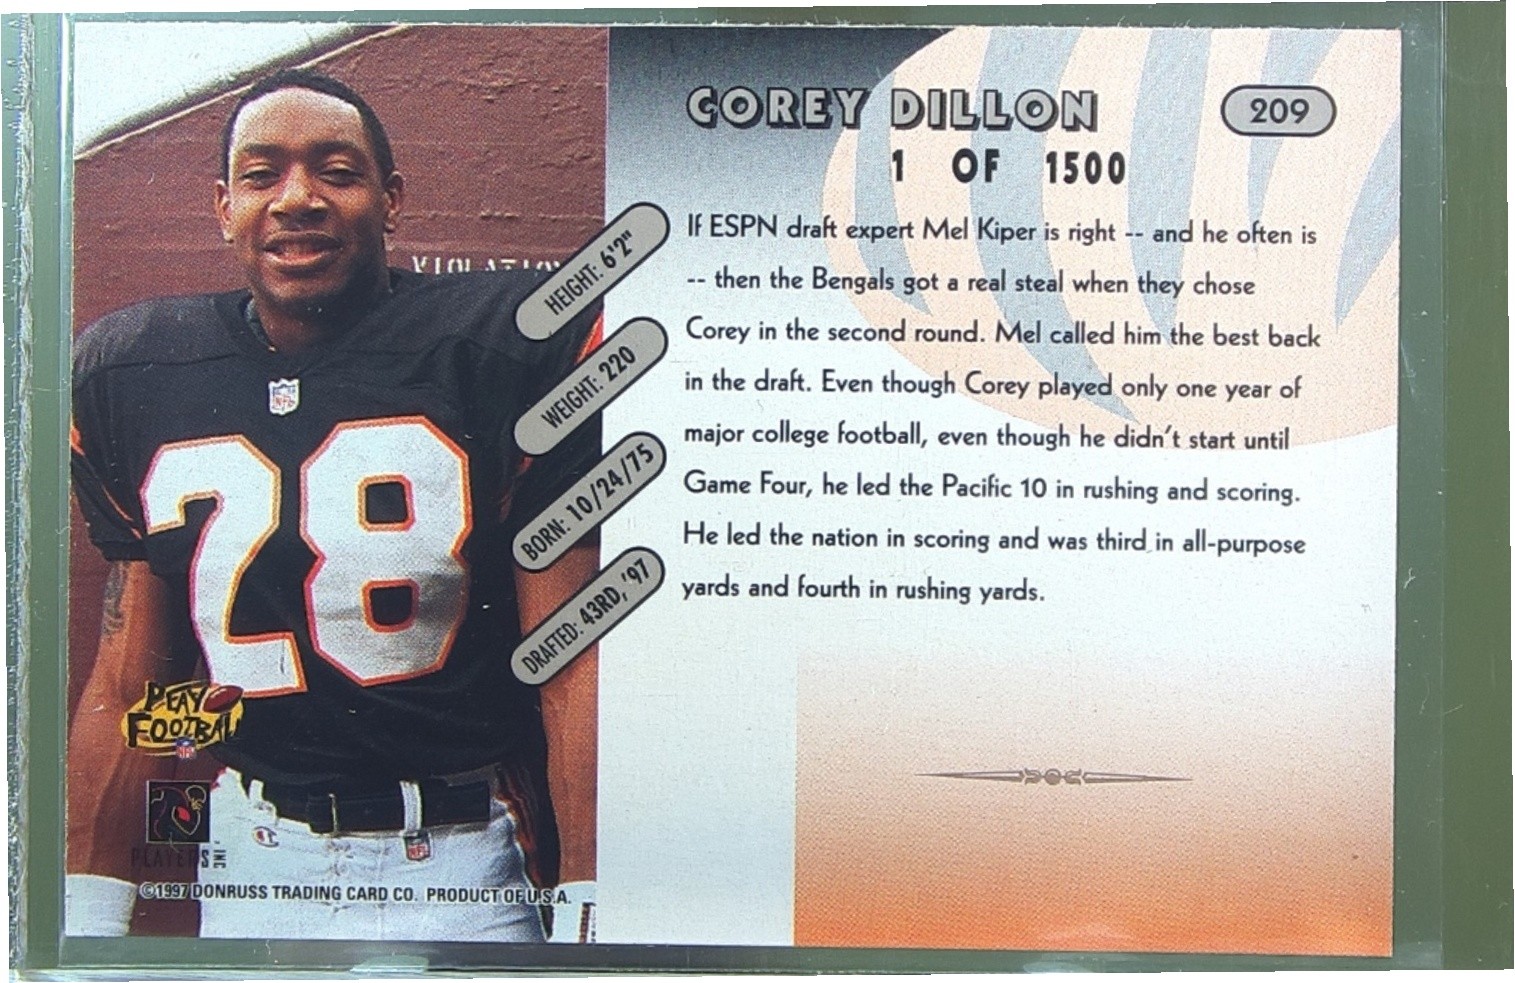 COREY DILLON
209
1 OF 1500
VIOLATION
HEIGHT: 6'2"
WEIGHT: 220
BORN: 10/24/75
DRAFTED: 43RD, '97
If ESPN draft expert Mel Kiper is right -- and he often is
-- then the Bengals got a real steal when they chose
Corey in the second round. Mel called him the best back
in the draft. Even though Corey played only one year of
major college football, even though he didn't start until
Game Four, he led the Pacific 10 in rushing and scoring.
He led the nation in scoring and was third in all-purpose
yards and fourth in rushing yards.
NFL
28
PLAY
FOOTBALL
NFL
PLAYERS INC
NFL
©1997 DONRUSS TRADING CARD CO. PRODUCT OF U.S.A.